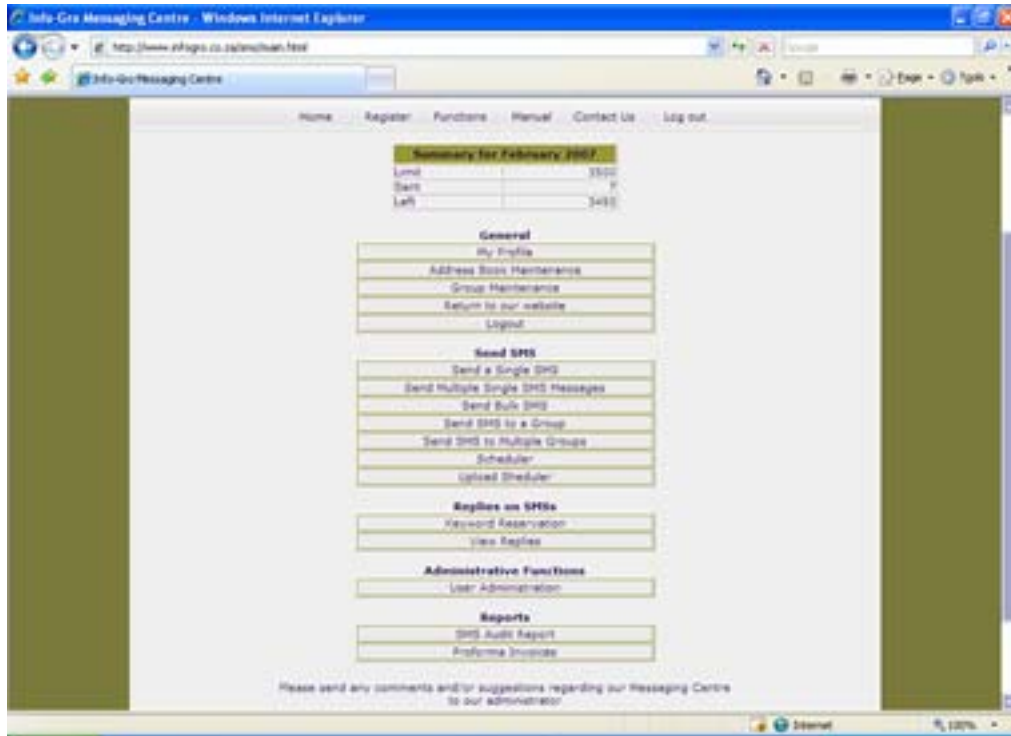 Info-Gro Messaging Centre - Windows Internet Explorer
Google
Info-Gro Messaging Centre
Page Tools
Home Register Functions Manual Contact Us Log out
Summary for February 2007
Limit 3500
Sent 7
Left 3493
General
My Profile
Address Book Maintenance
Group Maintenance
Return to our website
Logout
Send SMS
Send a Single SMS
Send Multiple Single SMS Messages
Send Bulk SMS
Send SMS to a Group
Send SMS to Multiple Groups
Scheduler
Upload Sheduler
Replies on SMSs
Keyword Reservation
View Replies
Administrative Functions
User Administration
Reports
SMS Audit Report
Proforma Invoices
Please send any comments and/or suggestions regarding our Messaging Centre
to our administrator
Internet 100%